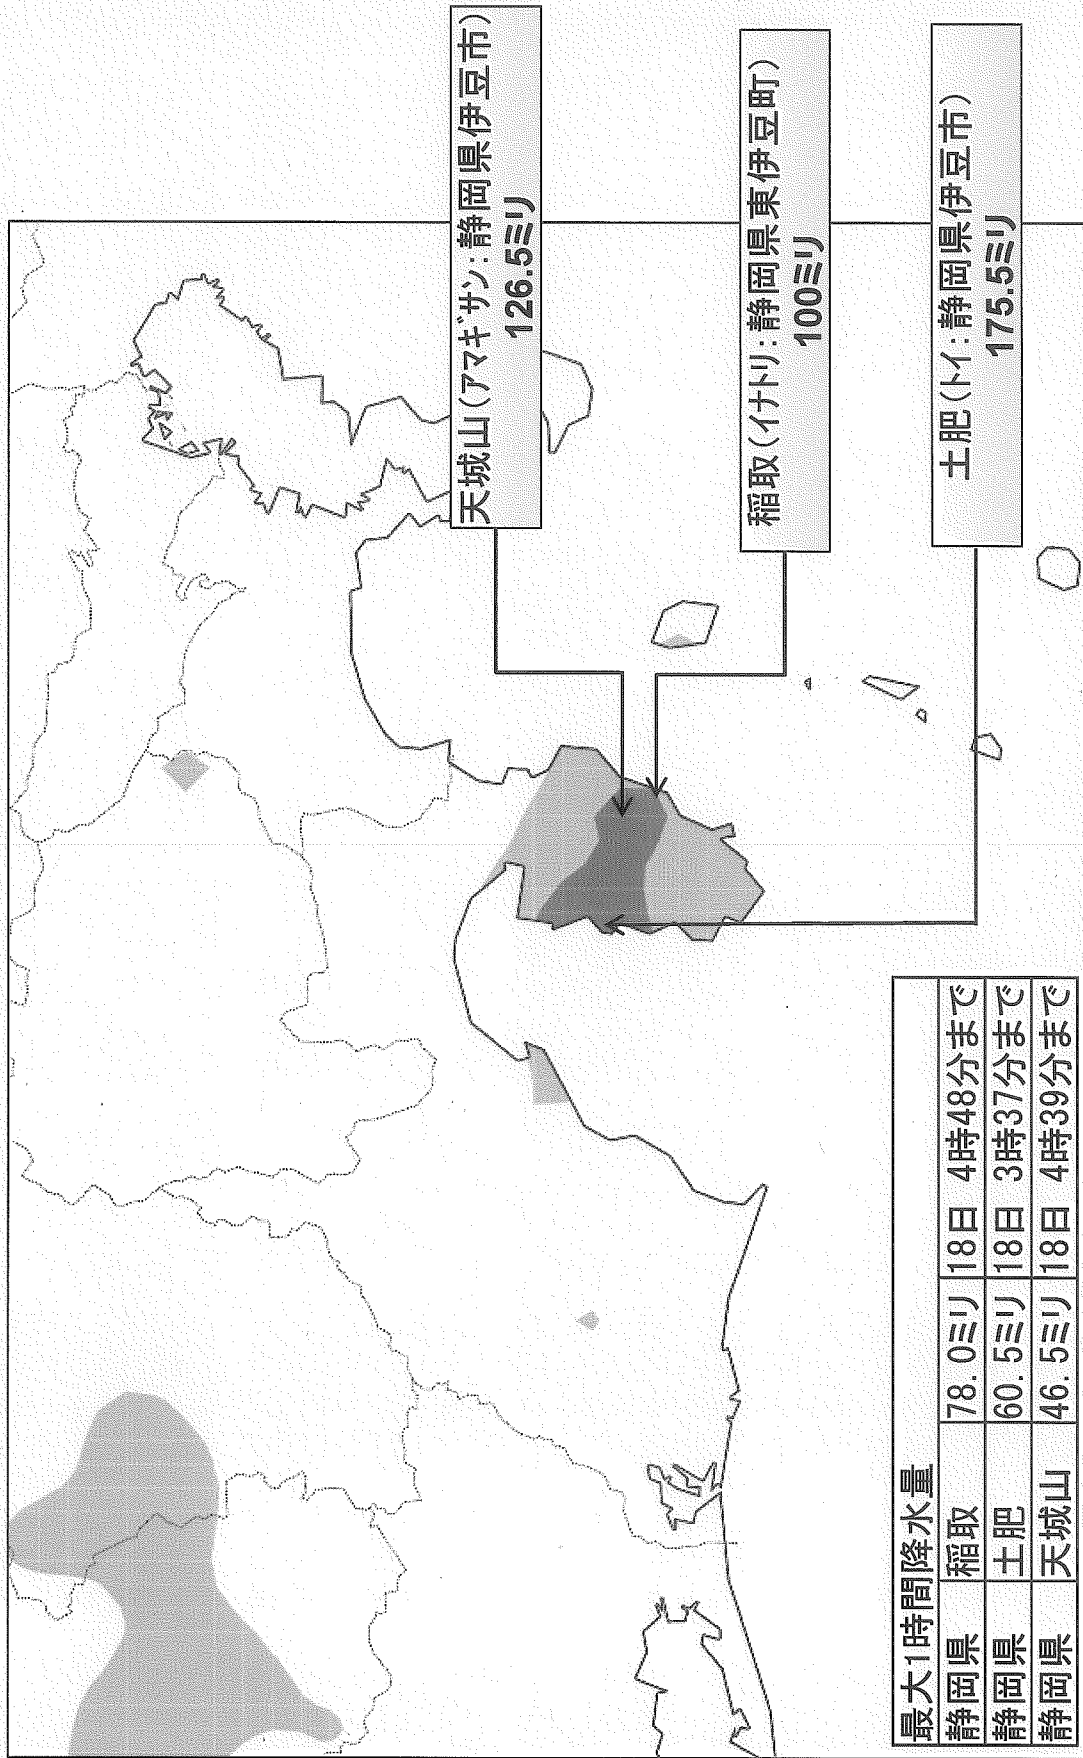 天城山(アマギサン:静岡県伊豆市)
126.5ミリ
稲取(イナトリ:静岡県東伊豆町)
100ミリ
土肥(トイ:静岡県伊豆市)
175.5ミリ
最大1時間降水量
静岡県 稲取 78.0ミリ 18日 4時48分まで
静岡県 土肥 60.5ミリ 18日 3時37分まで
静岡県 天城山 46.5ミリ 18日 4時39分まで